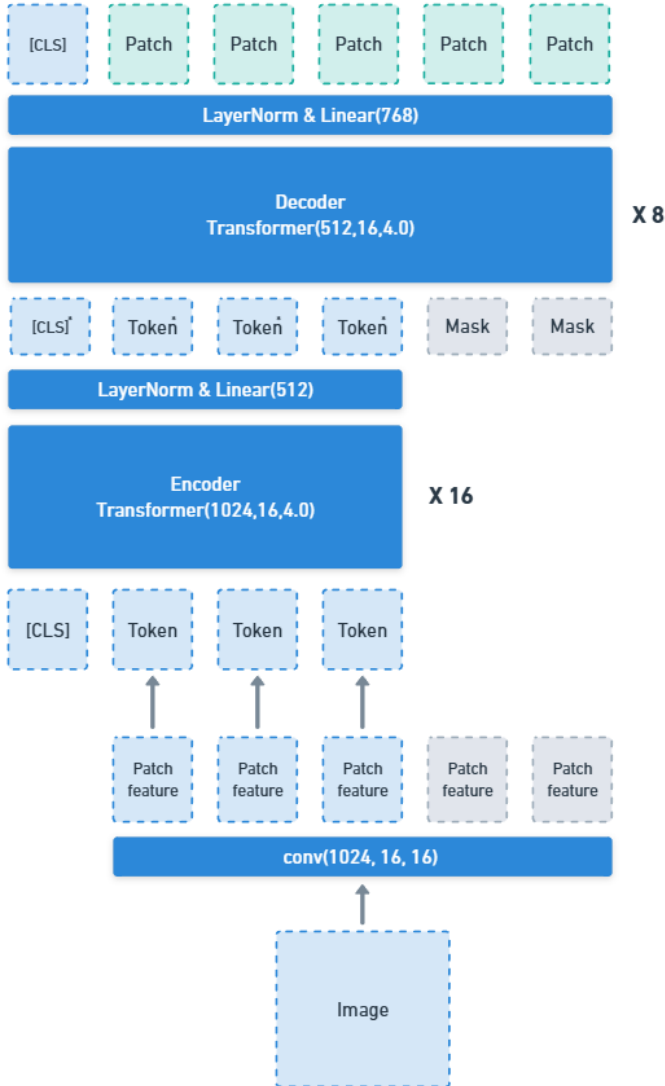 [CLS] Patch Patch Patch Patch Patch
LayerNorm & Linear(768)
Decoder
Transformer(512,16,4.0)
X 8
[CLS]* Token* Token* Token* Mask Mask
LayerNorm & Linear(512)
Encoder
Transformer(1024,16,4.0)
X 16
[CLS] Token Token Token
Patch feature Patch feature Patch feature Patch feature Patch feature
conv(1024, 16, 16)
Image